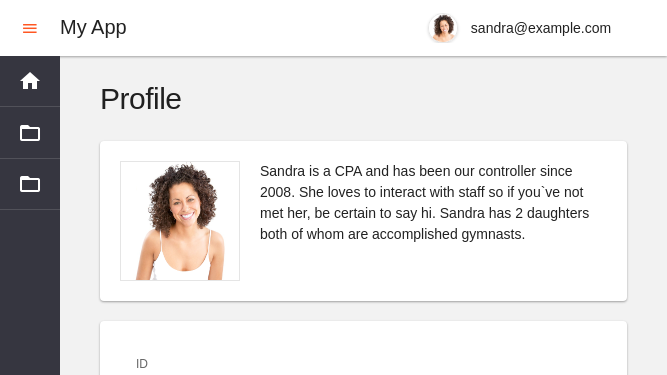 My App
sandra@example.com
Profile
Sandra is a CPA and has been our controller since
2008. She loves to interact with staff so if you`ve not
met her, be certain to say hi. Sandra has 2 daughters
both of whom are accomplished gymnasts.
ID